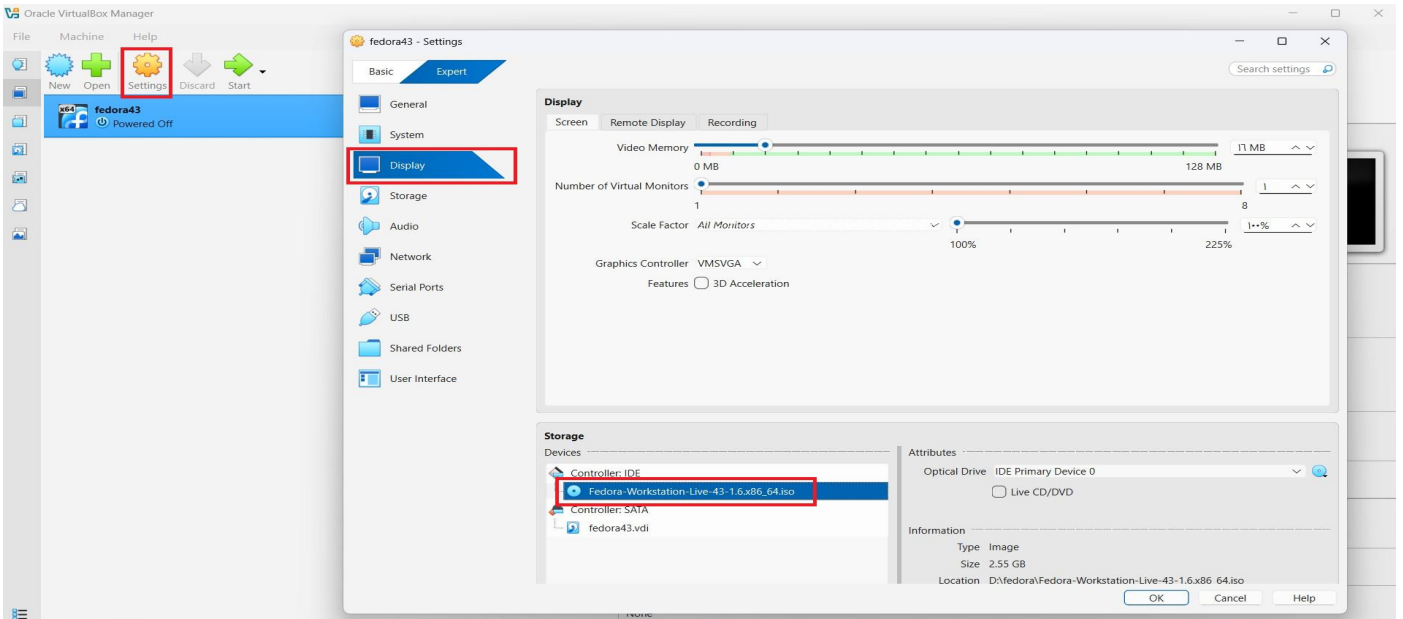 Oracle VirtualBox Manager
File Machine Help
New Open Settings Discard Start
fedora43
Powered Off
fedora43 - Settings
Basic Expert
Search settings
General
System
Display
Storage
Audio
Network
Serial Ports
USB
Shared Folders
User Interface
Display
Screen Remote Display Recording
Video Memory ١٦ MB
0 MB 128 MB
Number of Virtual Monitors ١
1 8
Scale Factor All Monitors ١٠٠%
100% 225%
Graphics Controller VMSVGA
Features 3D Acceleration
Storage
Devices
Controller: IDE
Fedora-Workstation-Live-43-1.6.x86_64.iso
Controller: SATA
fedora43.vdi
Attributes
Optical Drive IDE Primary Device 0
Live CD/DVD
Information
Type Image
Size 2.55 GB
Location D:\fedora\Fedora-Workstation-Live-43-1.6.x86_64.iso
OK Cancel Help
None